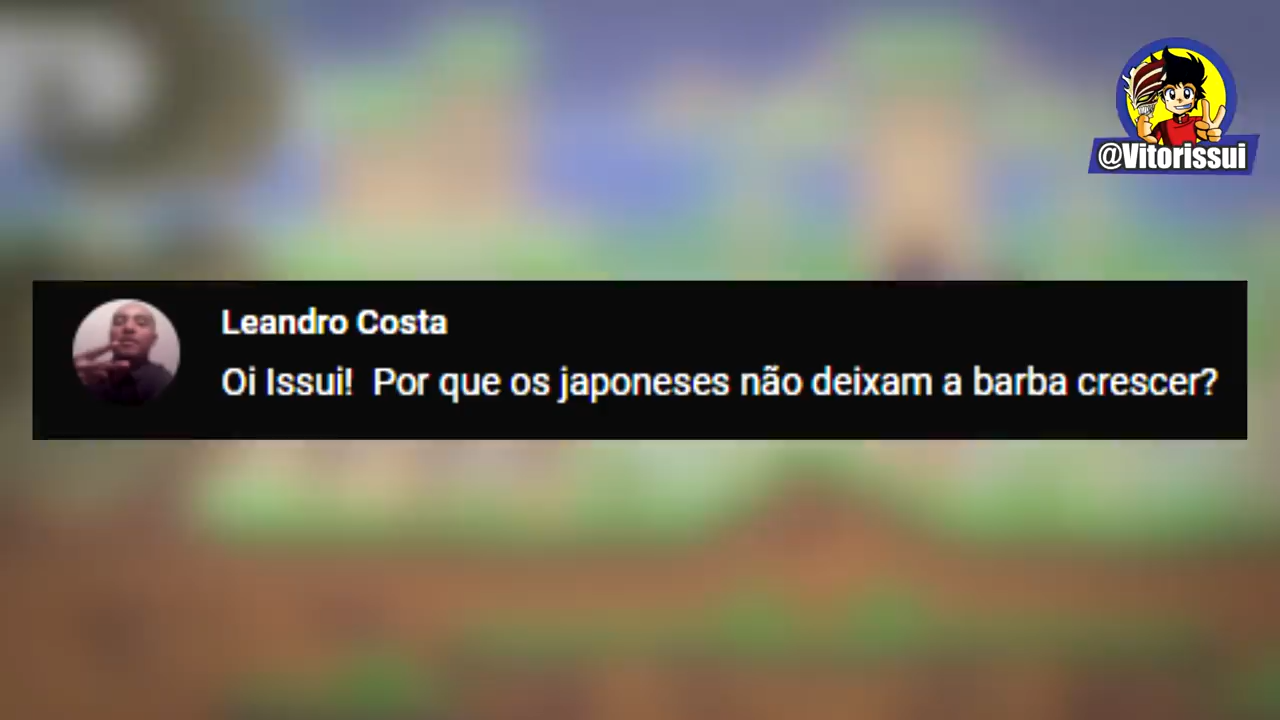 @Vitorissui
Leandro Costa
Oi Issui! Por que os japoneses não deixam a barba crescer?